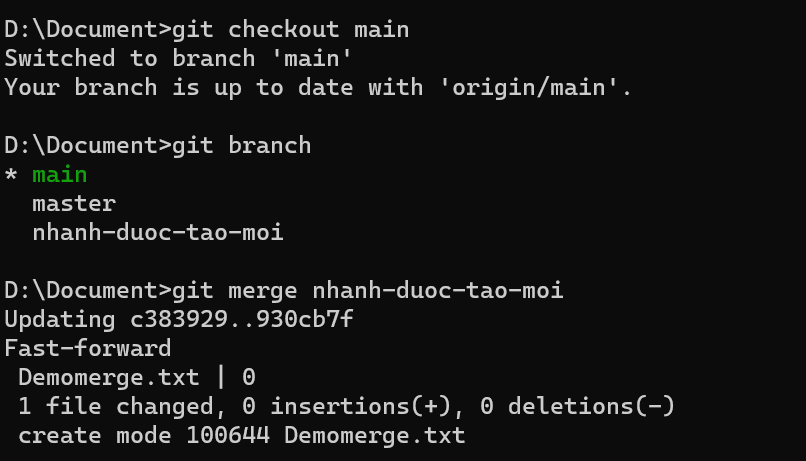 D:\Document>git checkout main
Switched to branch 'main'
Your branch is up to date with 'origin/main'.

D:\Document>git branch
* main
  master
  nhanh-duoc-tao-moi

D:\Document>git merge nhanh-duoc-tao-moi
Updating c383929..930cb7f
Fast-forward
 Demomerge.txt | 0
 1 file changed, 0 insertions(+), 0 deletions(-)
 create mode 100644 Demomerge.txt